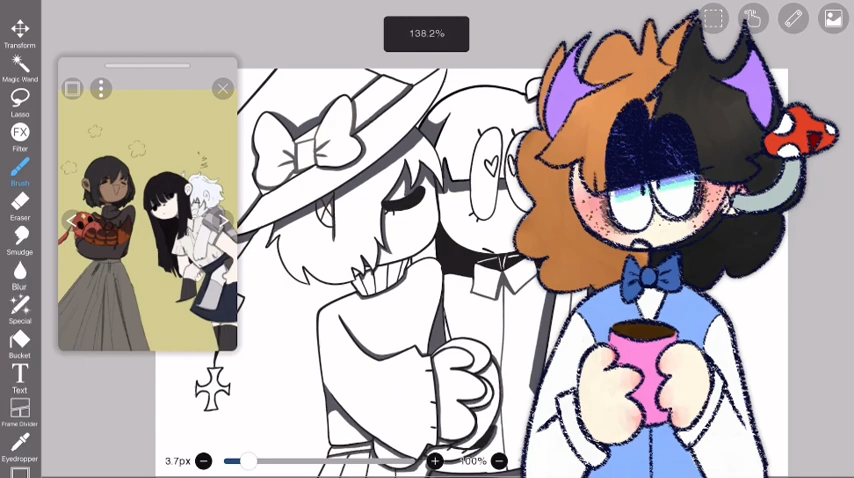 138.2%
Transform
Magic Wand
Lasso
FX
Filter
Brush
Eraser
Smudge
Blur
Special
Bucket
T
Text
Frame Divider
Eyedropper
3.7px
100%